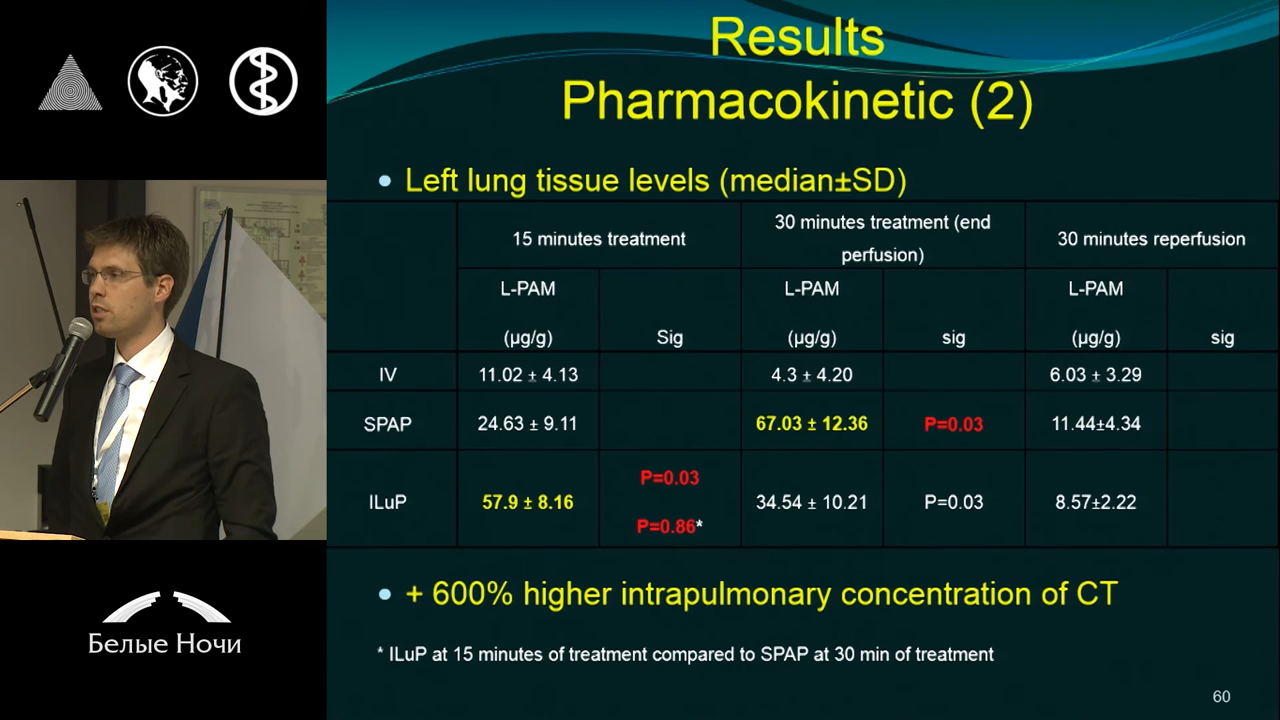 Results
Pharmacokinetic (2)
• Left lung tissue levels (median±SD)
15 minutes treatment
30 minutes treatment (end
perfusion)
30 minutes reperfusion
L-PAM
(µg/g)
Sig
L-PAM
(µg/g)
sig
L-PAM
(µg/g)
sig
IV 11.02 ± 4.13 4.3 ± 4.20 6.03 ± 3.29
SPAP 24.63 ± 9.11 67.03 ± 12.36 P=0.03 11.44±4.34
ILuP 57.9 ± 8.16 P=0.03 P=0.86* 34.54 ± 10.21 P=0.03 8.57±2.22
• + 600% higher intrapulmonary concentration of CT
* ILuP at 15 minutes of treatment compared to SPAP at 30 min of treatment
60
Белые Ночи